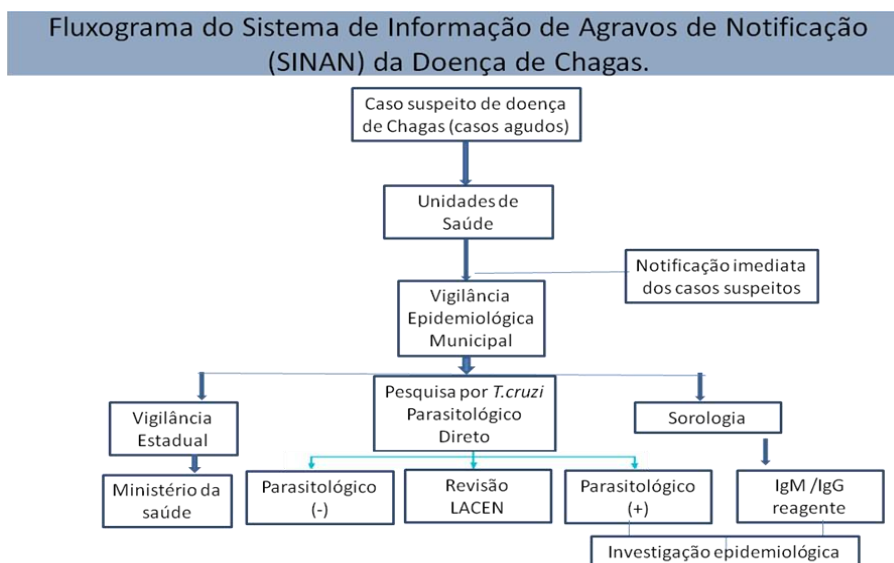 Fluxograma do Sistema de Informação de Agravos de Notificação
(SINAN) da Doença de Chagas.
Caso suspeito de doença
de Chagas (casos agudos)
Unidades de
Saúde
Notificação imediata
dos casos suspeitos
Vigilância
Epidemiológica
Municipal
Vigilância
Estadual
Pesquisa por T.cruzi
Parasitológico
Direto
Sorologia
Ministério da
saúde
Parasitológico
(-)
Revisão
LACEN
Parasitológico
(+)
IgM /IgG
reagente
Investigação epidemiológica